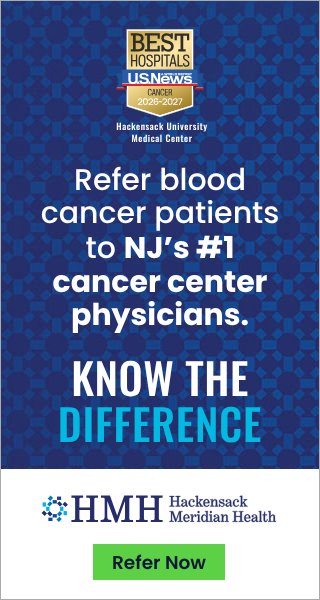 BEST
HOSPITALS
U.S. News
CANCER
2026-2027
Hackensack University
Medical Center
Refer blood
cancer patients
to NJ's #1
cancer center
physicians.
KNOW THE
DIFFERENCE
HMH Hackensack
Meridian Health
Refer Now